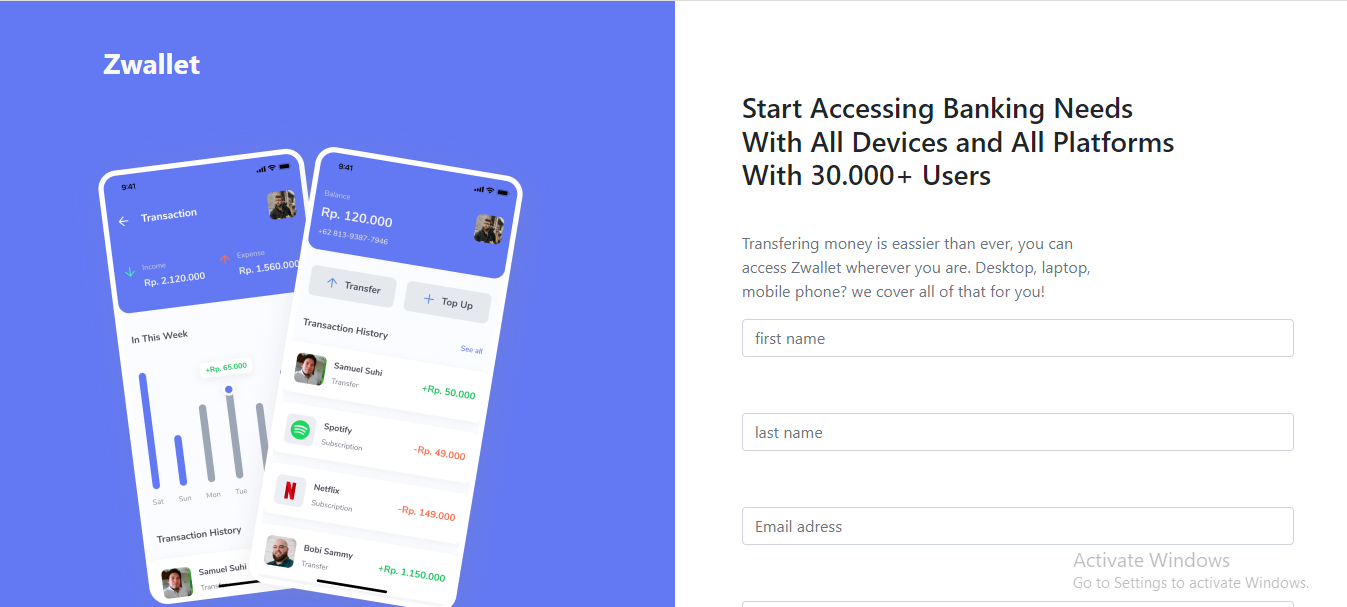 Zwallet
9:41
Transaction
Income
Rp. 2.120.000
Expense
Rp. 1.560.000
In This Week
+Rp. 65.000
Sat
Sun
Mon
Tue
Transaction History
Samuel Suhi
Trans
9:41
Balance
Rp. 120.000
+62 813-9387-7946
Transfer
Top Up
Transaction History
See all
Samuel Suhi
Transfer
+Rp. 50.000
Spotify
Subscription
-Rp. 49.000
Netflix
Subscription
-Rp. 149.000
Bobi Sammy
Transfer
+Rp. 1.150.000
Start Accessing Banking Needs
With All Devices and All Platforms
With 30.000+ Users
Transfering money is eassier than ever, you can
access Zwallet wherever you are. Desktop, laptop,
mobile phone? we cover all of that for you!
first name
last name
Email adress
Activate Windows
Go to Settings to activate Windows.